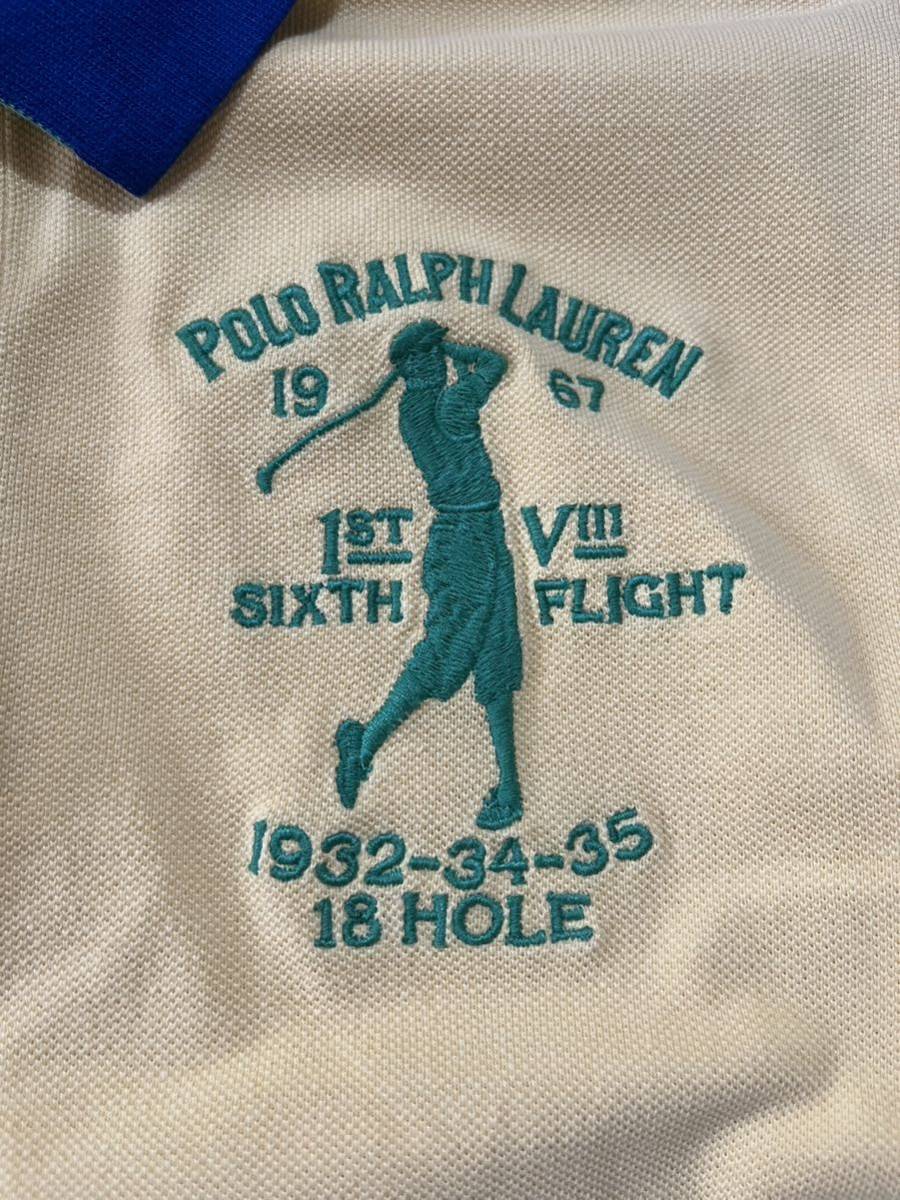 POLO RALPH LAUREN
19 67
1ST VIII
SIXTH FLIGHT
1932-34-35
18 HOLE